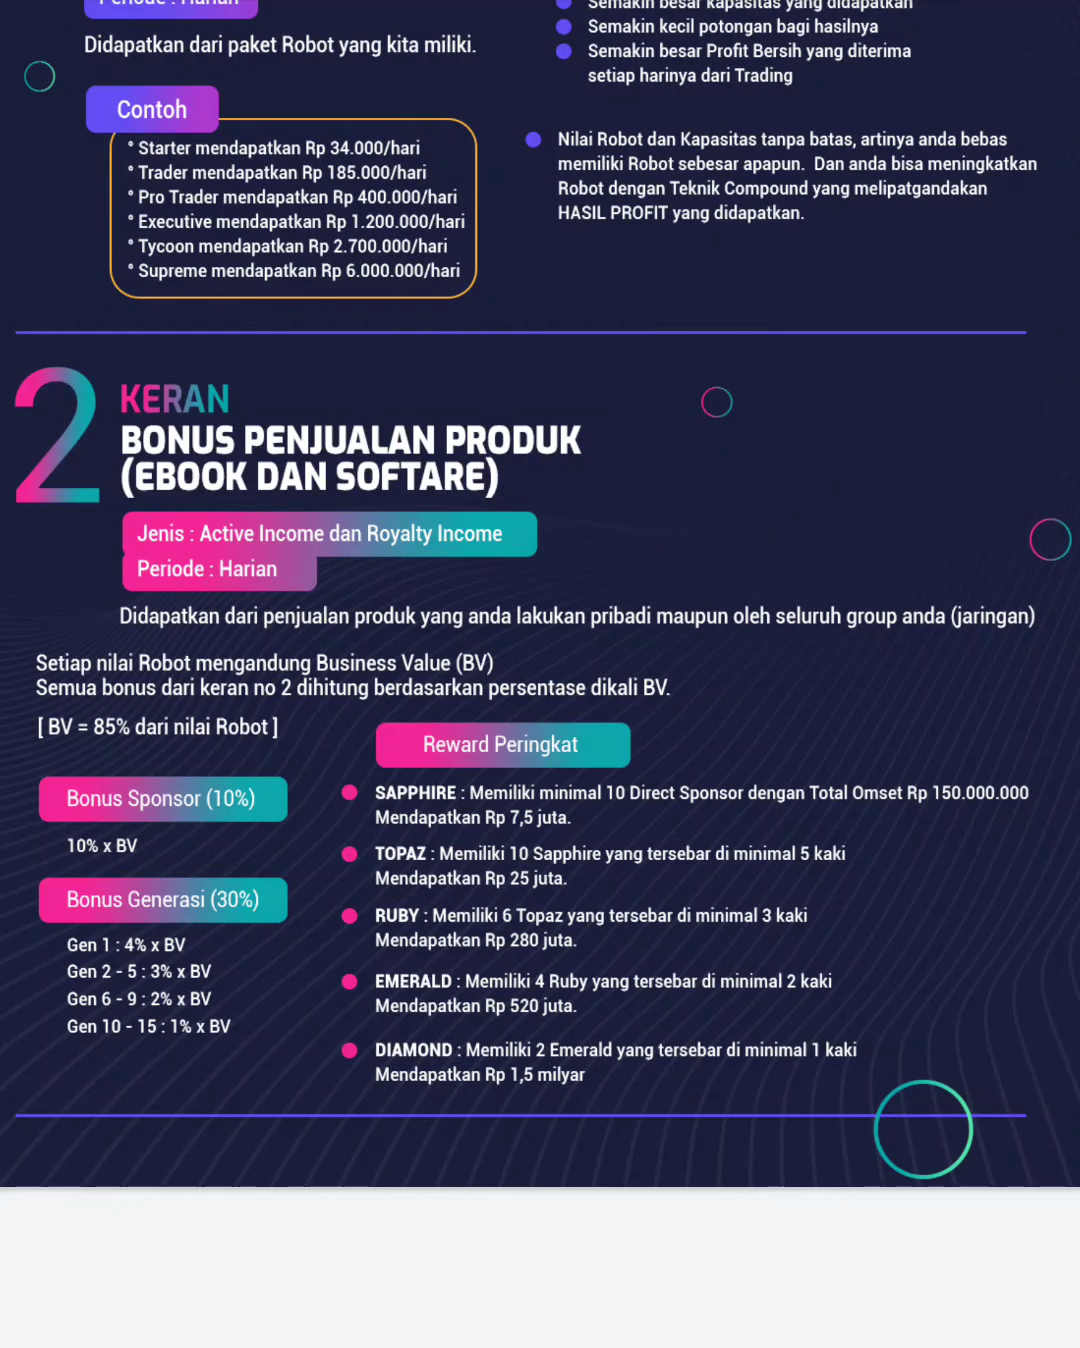 Periode : Harian
Didapatkan dari paket Robot yang kita miliki.
Contoh
° Starter mendapatkan Rp 34.000/hari
° Trader mendapatkan Rp 185.000/hari
° Pro Trader mendapatkan Rp 400.000/hari
° Executive mendapatkan Rp 1.200.000/hari
° Tycoon mendapatkan Rp 2.700.000/hari
° Supreme mendapatkan Rp 6.000.000/hari
Semakin besar kapasitas yang didapatkan
Semakin kecil potongan bagi hasilnya
Semakin besar Profit Bersih yang diterima
setiap harinya dari Trading
Nilai Robot dan Kapasitas tanpa batas, artinya anda bebas
memiliki Robot sebesar apapun. Dan anda bisa meningkatkan
Robot dengan Teknik Compound yang melipatgandakan
HASIL PROFIT yang didapatkan.
2
KERAN
BONUS PENJUALAN PRODUK
(EBOOK DAN SOFTARE)
Jenis : Active Income dan Royalty Income
Periode : Harian
Didapatkan dari penjualan produk yang anda lakukan pribadi maupun oleh seluruh group anda (jaringan)
Setiap nilai Robot mengandung Business Value (BV)
Semua bonus dari keran no 2 dihitung berdasarkan persentase dikali BV.
[ BV = 85% dari nilai Robot ]
Bonus Sponsor (10%)
10% x BV
Bonus Generasi (30%)
Gen 1 : 4% x BV
Gen 2 - 5 : 3% x BV
Gen 6 - 9 : 2% x BV
Gen 10 - 15 : 1% x BV
Reward Peringkat
SAPPHIRE : Memiliki minimal 10 Direct Sponsor dengan Total Omset Rp 150.000.000
Mendapatkan Rp 7,5 juta.
TOPAZ : Memiliki 10 Sapphire yang tersebar di minimal 5 kaki
Mendapatkan Rp 25 juta.
RUBY : Memiliki 6 Topaz yang tersebar di minimal 3 kaki
Mendapatkan Rp 280 juta.
EMERALD : Memiliki 4 Ruby yang tersebar di minimal 2 kaki
Mendapatkan Rp 520 juta.
DIAMOND : Memiliki 2 Emerald yang tersebar di minimal 1 kaki
Mendapatkan Rp 1,5 milyar